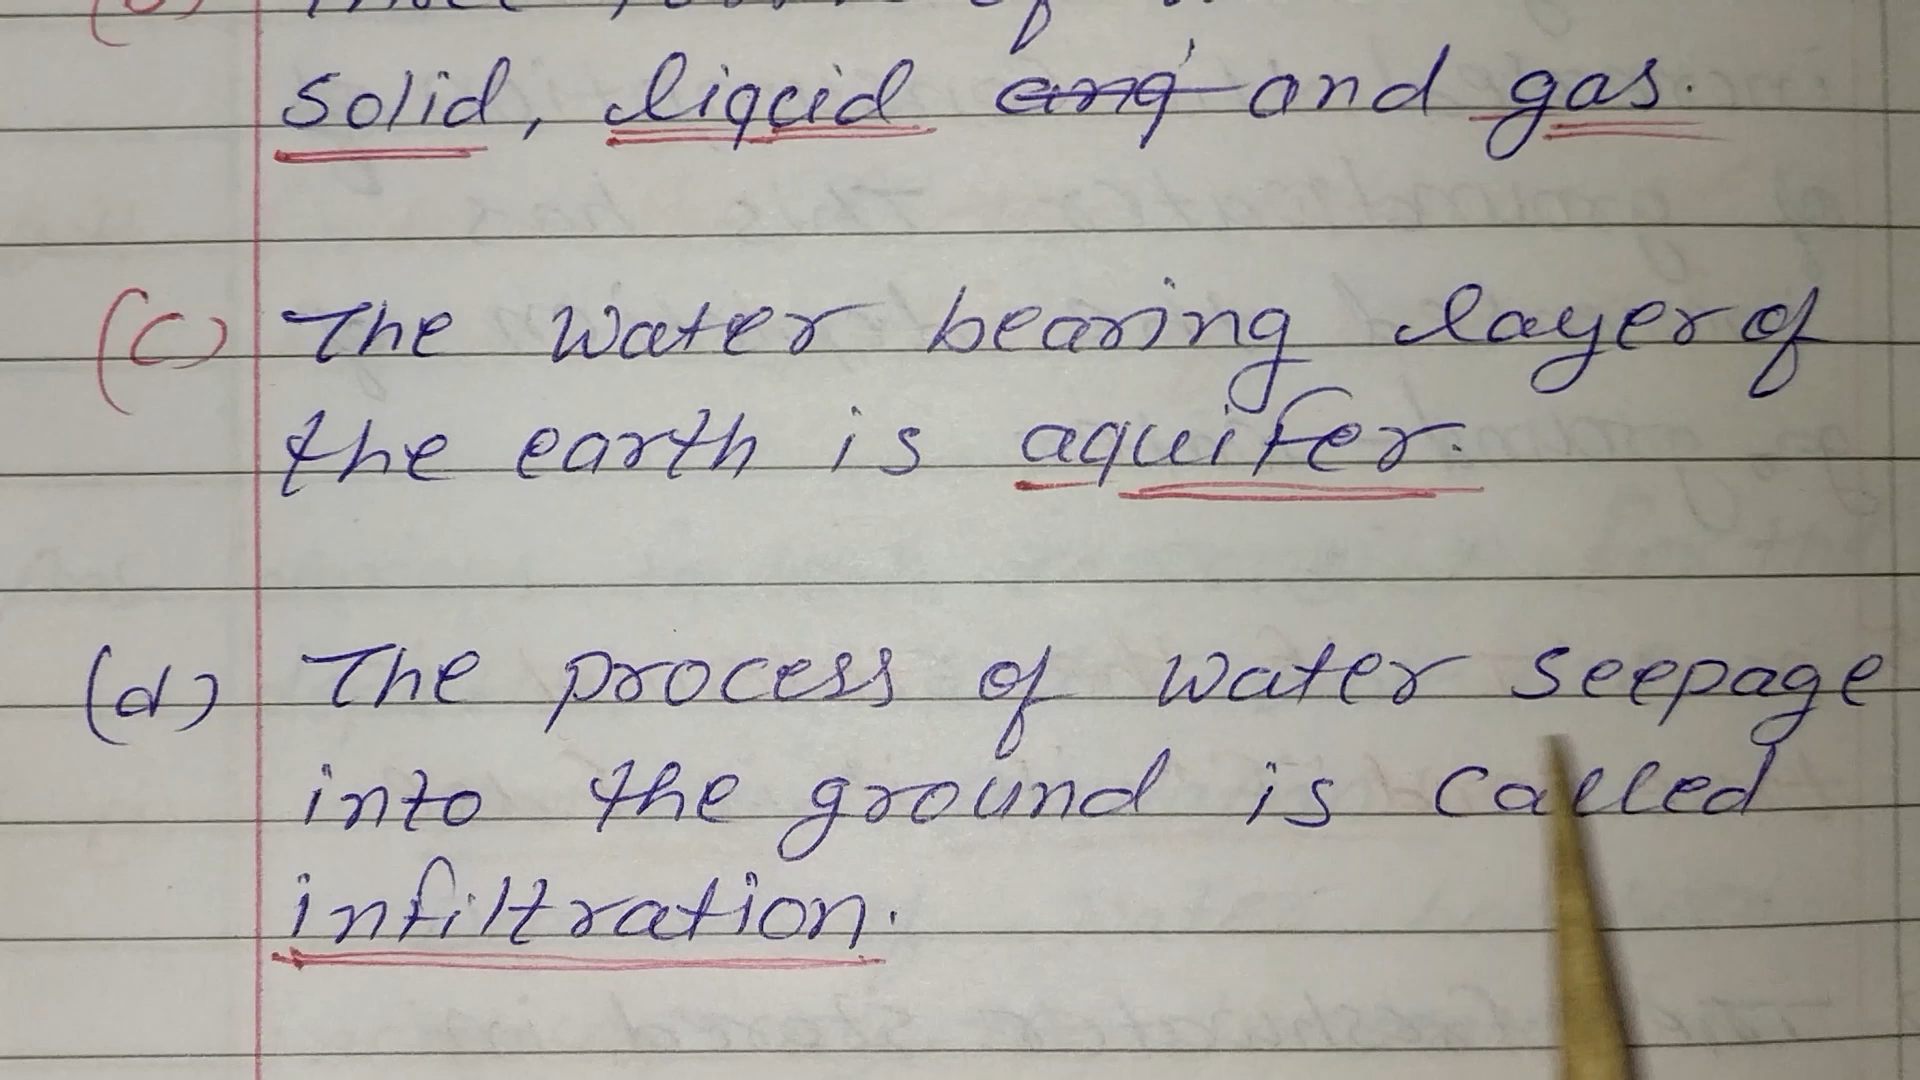 solid, liquid and gas.
(c) The water bearing layer of
the earth is aquifer.
(d) The process of water seepage
into the ground is called
infiltration.